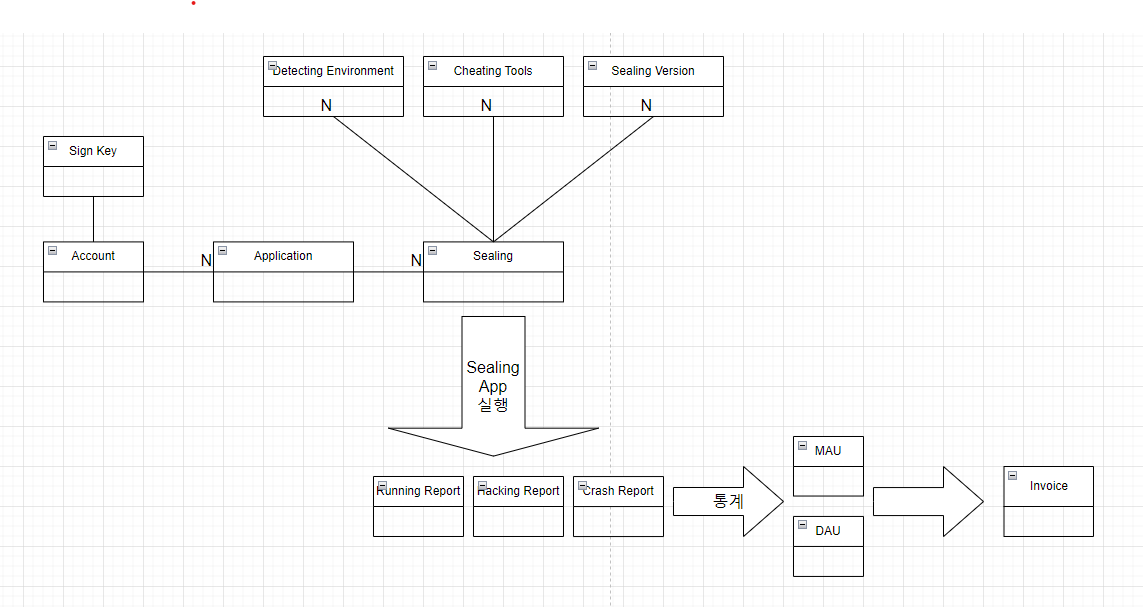 Detecting Environment
N
Cheating Tools
N
Sealing Version
N
Sign Key
Account
N
Application
N
Sealing
Sealing
App
실행
Running Report
Hacking Report
Crash Report
통계
MAU
DAU
Invoice